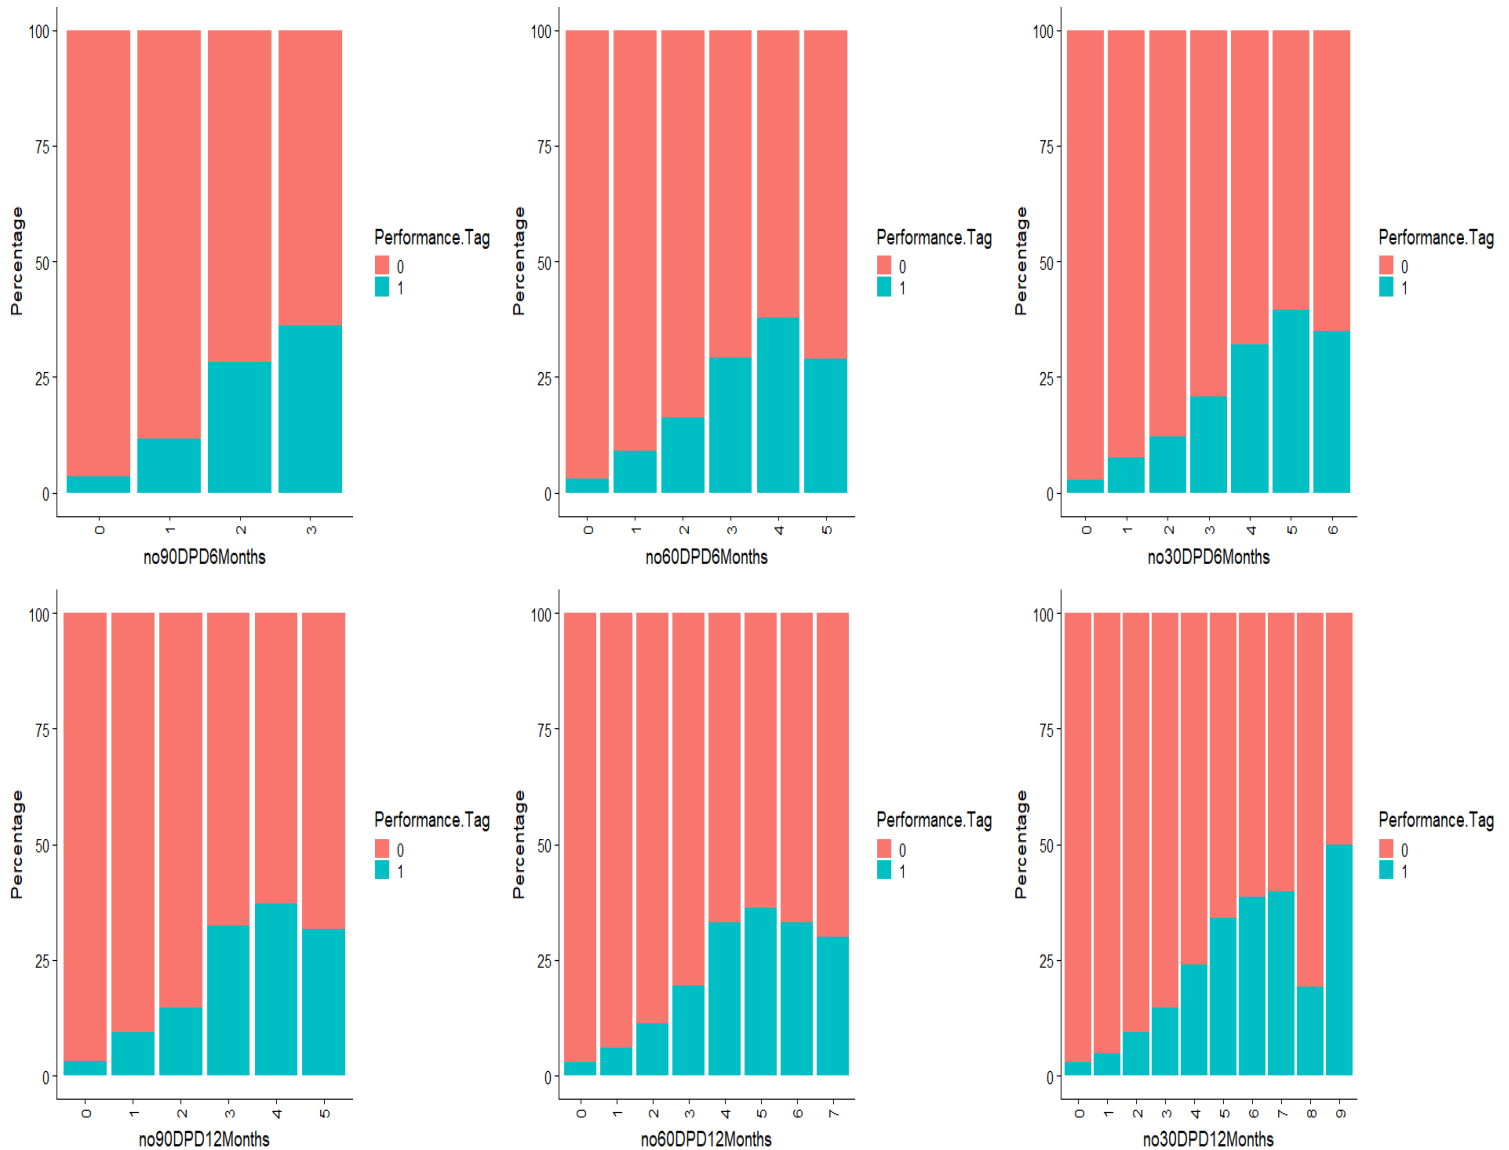 100
75
50
25
0
Percentage
0 1 2 3
no90DPD6Months
Performance.Tag
0
1
100
75
50
25
0
Percentage
0 1 2 3 4 5
no60DPD6Months
Performance.Tag
0
1
100
75
50
25
0
Percentage
0 1 2 3 4 5 6
no30DPD6Months
Performance.Tag
0
1
100
75
50
25
0
Percentage
0 1 2 3 4 5
no90DPD12Months
Performance.Tag
0
1
100
75
50
25
0
Percentage
0 1 2 3 4 5 6 7
no60DPD12Months
Performance.Tag
0
1
100
75
50
25
0
Percentage
0 1 2 3 4 5 6 7 8 9
no30DPD12Months
Performance.Tag
0
1